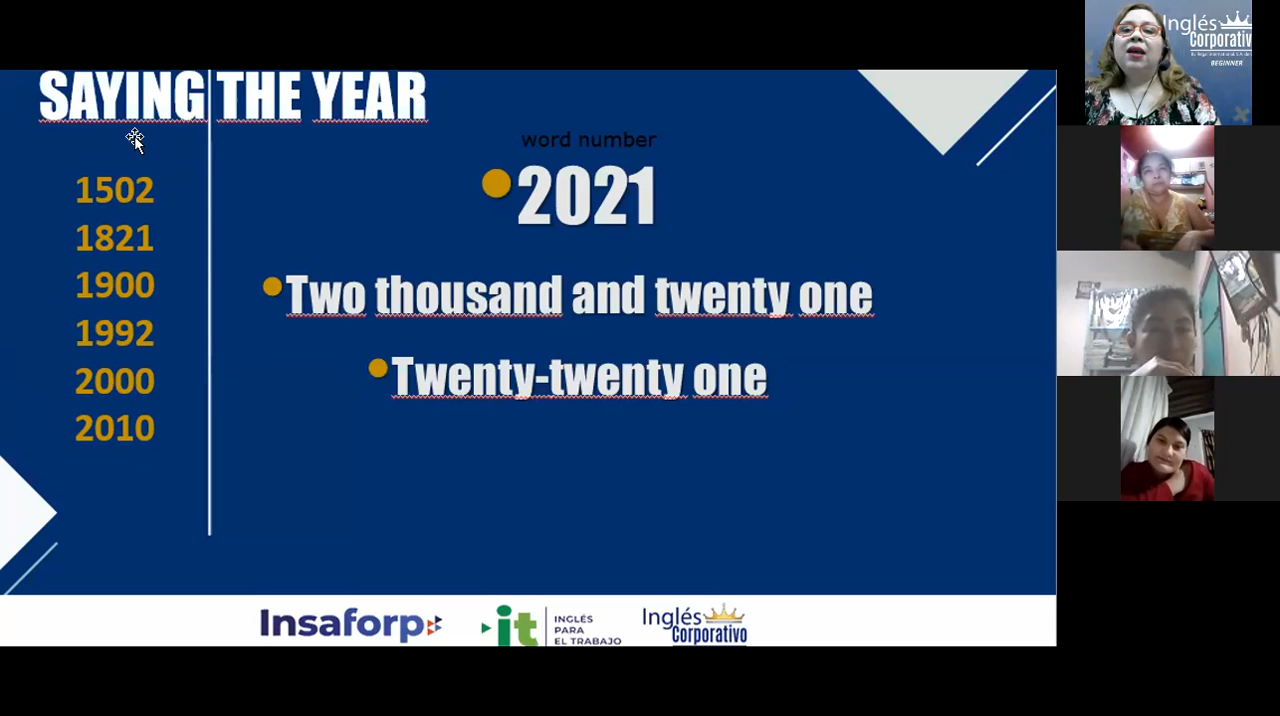 SAYING THE YEAR
1502
1821
1900
1992
2000
2010
word number
2021
Two thousand and twenty one
Twenty-twenty one
Insaforp
it
INGLÉS
PARA
EL TRABAJO
Inglés
Corporativo
Inglés
Corporativ
BEGINNER